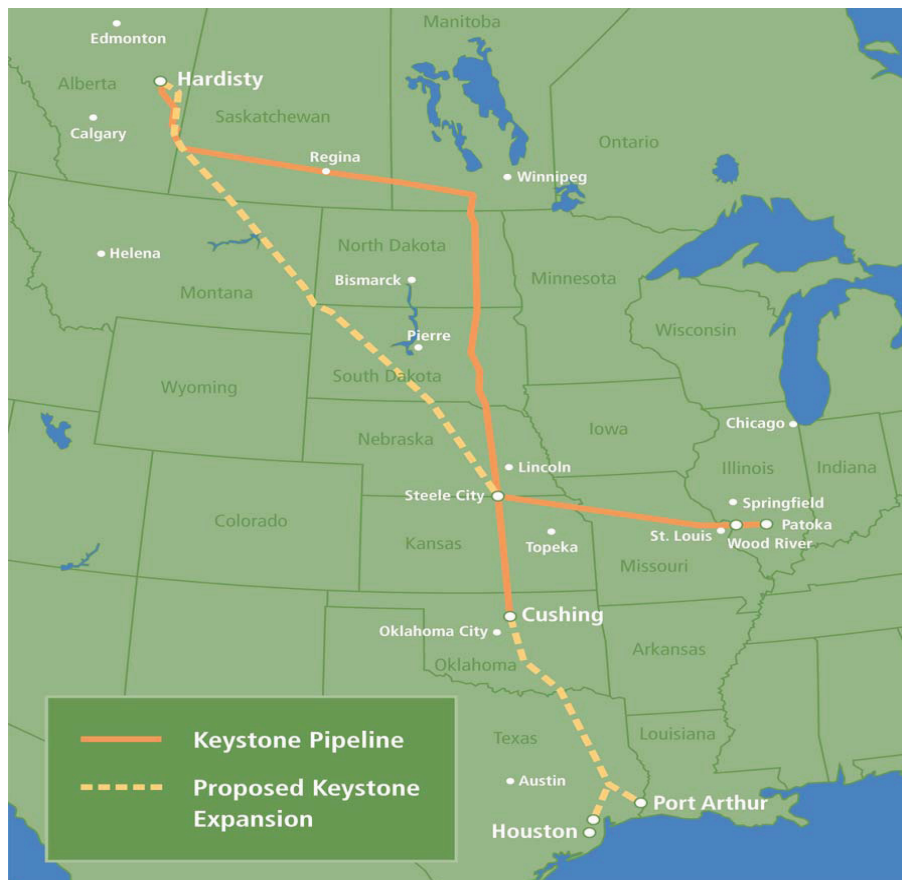 Manitoba
Edmonton
Alberta
Hardisty
Saskatchewan
Calgary
Ontario
Regina
Winnipeg
North Dakota
Helena
Bismarck
Minnesota
Montana
Pierre
Wisconsin
South Dakota
Wyoming
Chicago
Iowa
Nebraska
Lincoln
Illinois
Indiana
Steele City
Springfield
Colorado
Patoka
St. Louis
Wood River
Kansas
Topeka
Missouri
Cushing
Oklahoma City
Arkansas
Oklahoma
Louisiana
Texas
Keystone Pipeline
Austin
Proposed Keystone
Expansion
Port Arthur
Houston